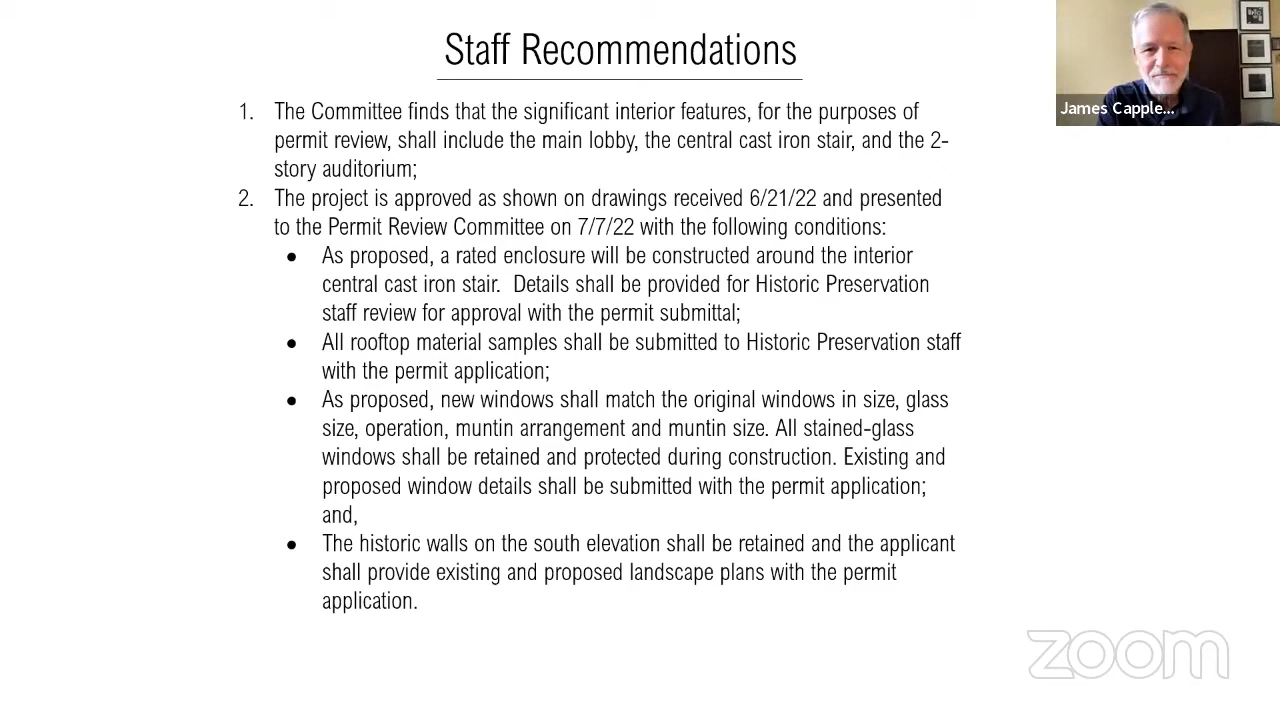 Staff Recommendations
James Capple...
1. The Committee finds that the significant interior features, for the purposes of
permit review, shall include the main lobby, the central cast iron stair, and the 2-
story auditorium;
2. The project is approved as shown on drawings received 6/21/22 and presented
to the Permit Review Committee on 7/7/22 with the following conditions:
• As proposed, a rated enclosure will be constructed around the interior
central cast iron stair. Details shall be provided for Historic Preservation
staff review for approval with the permit submittal;
• All rooftop material samples shall be submitted to Historic Preservation staff
with the permit application;
• As proposed, new windows shall match the original windows in size, glass
size, operation, muntin arrangement and muntin size. All stained-glass
windows shall be retained and protected during construction. Existing and
proposed window details shall be submitted with the permit application;
and,
• The historic walls on the south elevation shall be retained and the applicant
shall provide existing and proposed landscape plans with the permit
application.
zoom